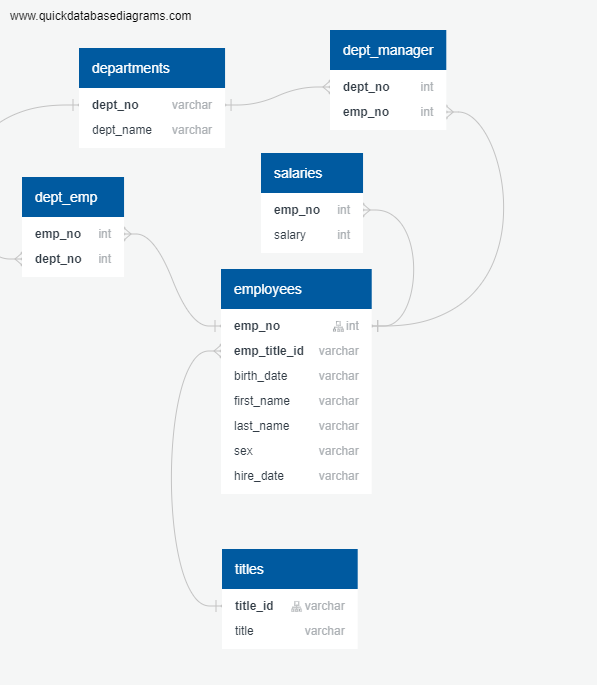 www.quickdatabasediagrams.com
departments
dept_no varchar
dept_name varchar
dept_manager
dept_no int
emp_no int
salaries
emp_no int
salary int
dept_emp
emp_no int
dept_no int
employees
emp_no int
emp_title_id varchar
birth_date varchar
first_name varchar
last_name varchar
sex varchar
hire_date varchar
titles
title_id varchar
title varchar